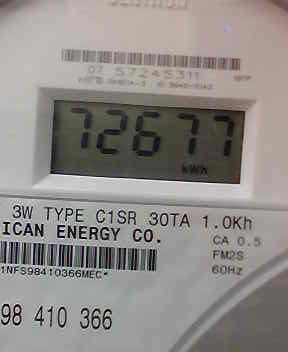 07 57245311
72677
kWh
3W TYPE C1SR 30TA 1.0Kh
ICAN ENERGY CO.
CA 0.5
FM2S
60Hz
1NFS98410366MEC*
98 410 366